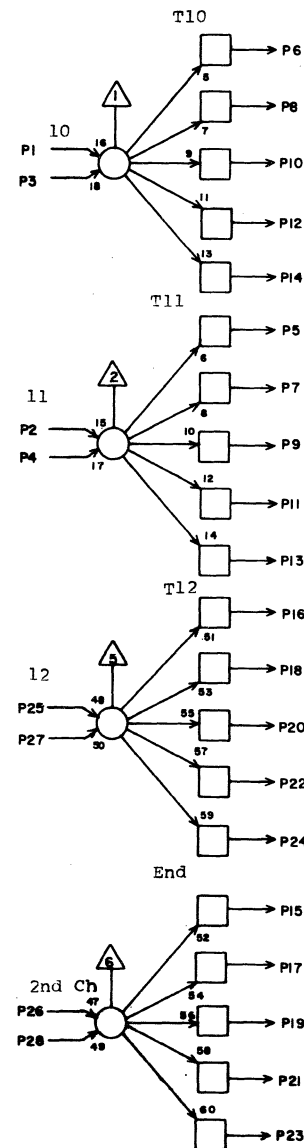 T10
P6
5
1
P8
7
10
16
P1
9
P10
P3
18
11
P12
13
P14
T11
P5
6
2
P7
8
11
15
P2
10
P9
P4
17
12
P11
14
P13
T12
P16
51
5
P18
53
12
48
P25
55
P20
P27
50
57
P22
59
P24
End
P15
52
6
P17
54
2nd Ch
47
P26
56
P19
P28
49
58
P21
60
P23